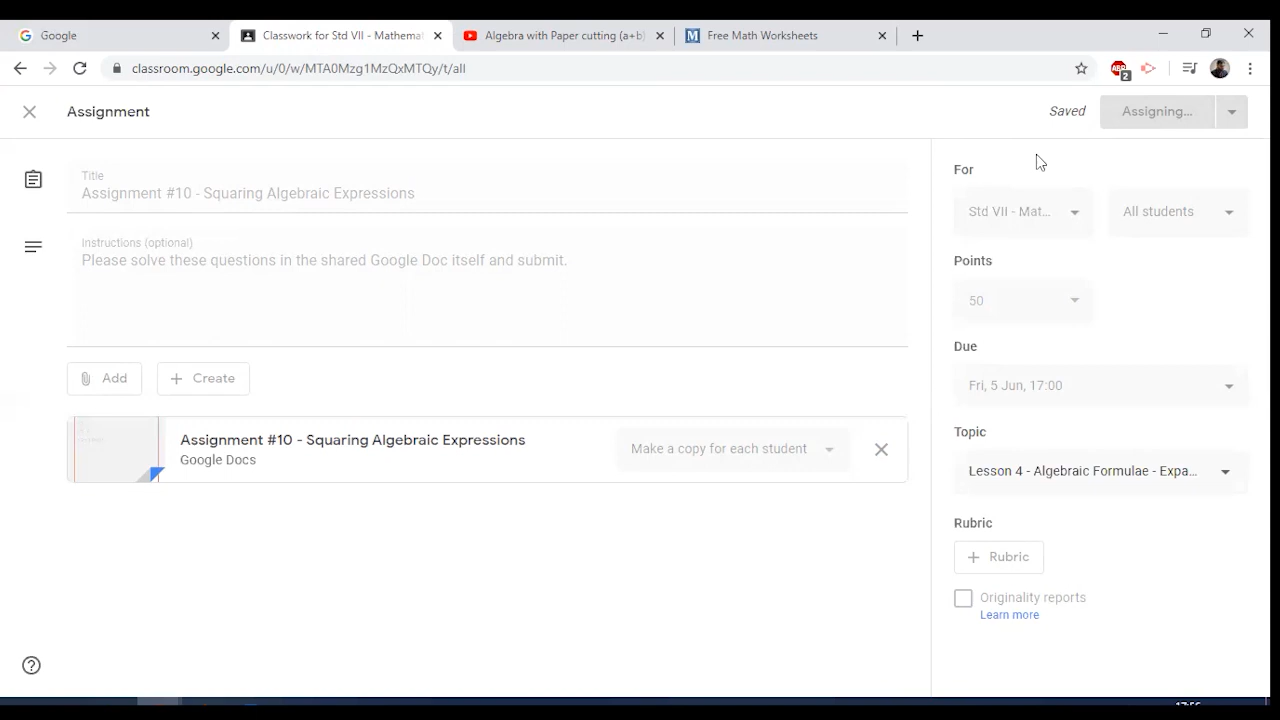 Google
Classwork for Std VII - Mathema
Algebra with Paper cutting (a+b)
Free Math Worksheets
classroom.google.com/u/0/w/MTA0Mzg1MzQxMTQy/t/all
ABP
2
Assignment
Saved
Assigning...
Title
Assignment #10 - Squaring Algebraic Expressions
Instructions (optional)
Please solve these questions in the shared Google Doc itself and submit.
Add
Create
Assignment #10 - Squaring Algebraic Expressions
Google Docs
Make a copy for each student
For
Std VII - Mat...
All students
Points
50
Due
Fri, 5 Jun, 17:00
Topic
Lesson 4 - Algebraic Formulae - Expa...
Rubric
Rubric
Originality reports
Learn more